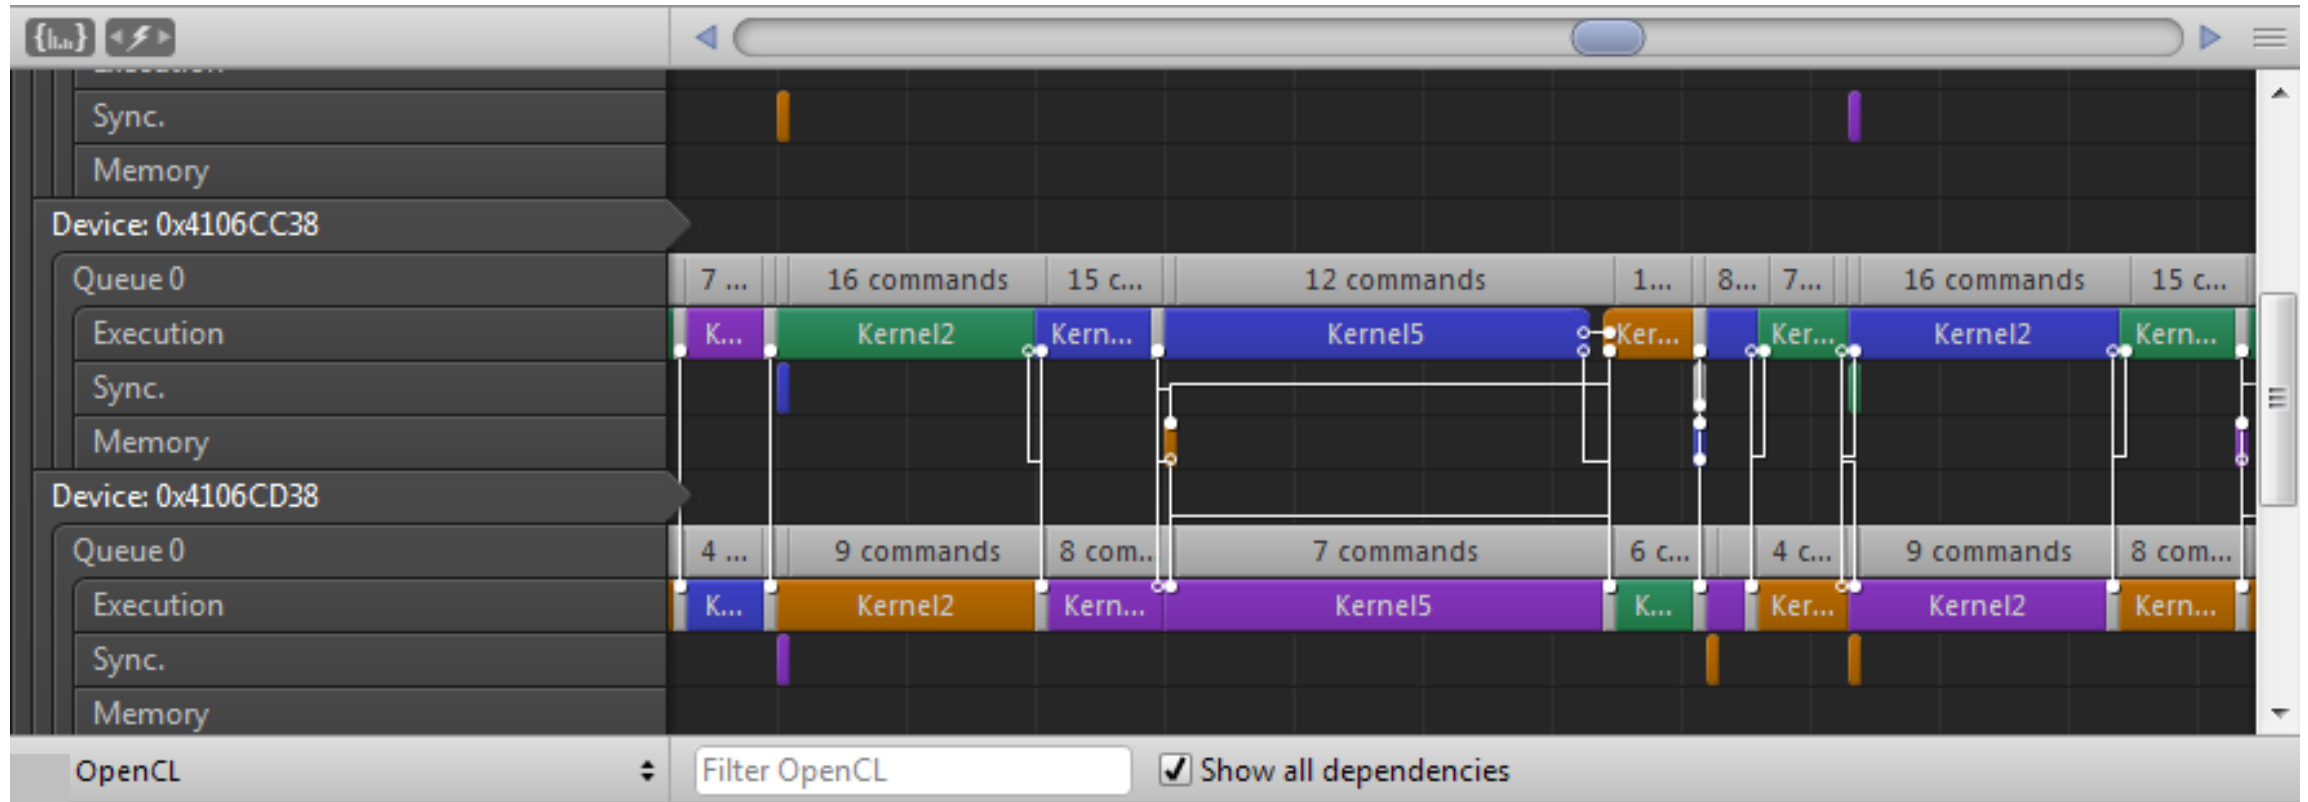 Execution
Sync.
Memory
Device: 0x4106CC38
Queue 0 7 ... 16 commands 15 c... 12 commands 1... 8... 7... 16 commands 15 c...
Execution K... Kernel2 Kern... Kernel5 Ker... Ker... Kernel2 Kern...
Sync.
Memory
Device: 0x4106CD38
Queue 0 4 ... 9 commands 8 com... 7 commands 6 c... 4 c... 9 commands 8 com...
Execution K... Kernel2 Kern... Kernel5 K... Ker... Kernel2 Kern...
Sync.
Memory
OpenCL Filter OpenCL Show all dependencies